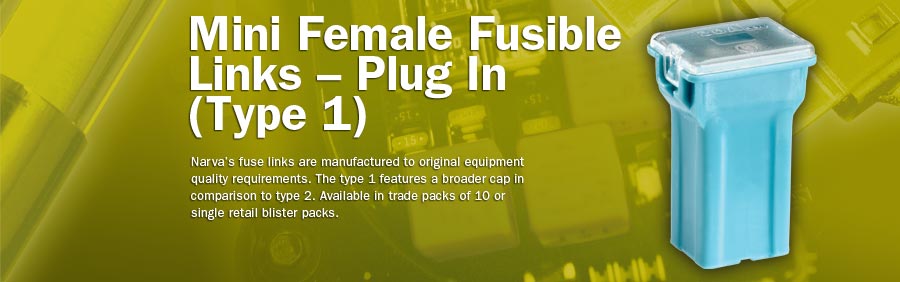 Mini Female Fusible
Links – Plug In
(Type 1)
Narva's fuse links are manufactured to original equipment
quality requirements. The type 1 features a broader cap in
comparison to type 2. Available in trade packs of 10 or
single retail blister packs.